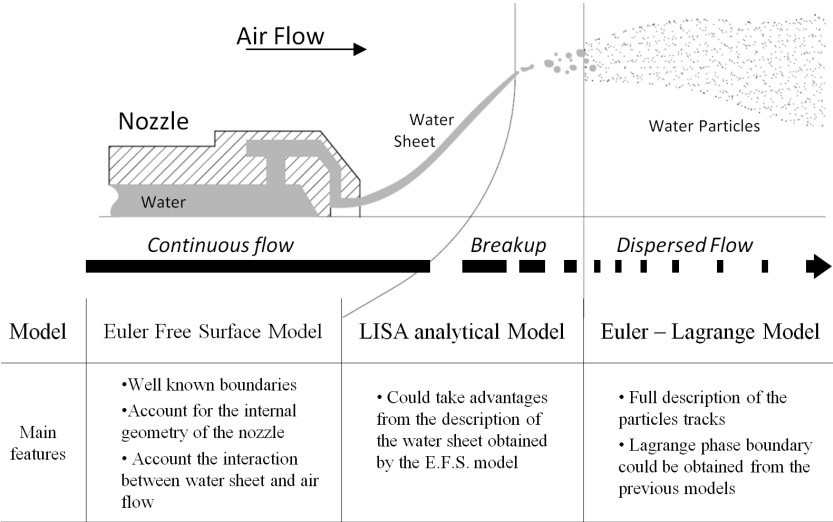 Air Flow
Nozzle
Water
Sheet
Water Particles
Water
Continuous flow
Breakup
Dispersed Flow
Model
Euler Free Surface Model
LISA analytical Model
Euler – Lagrange Model
Main
features
•Well known boundaries
•Account for the internal
geometry of the nozzle
• Account the interaction
between water sheet and air
flow
• Could take advantages
from the description of
the water sheet obtained
by the E.F.S. model
• Full description of the
particles tracks
• Lagrange phase boundary
could be obtained from the
previous models